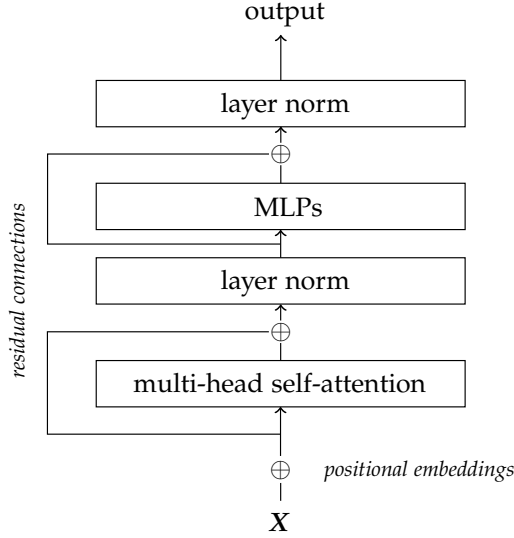 output
layer norm
MLPs
residual connections
layer norm
multi-head self-attention
positional embeddings
X